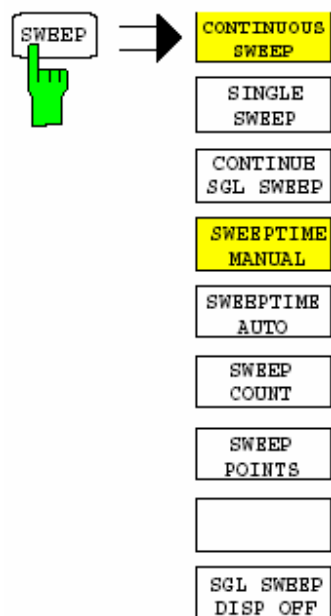 SWEEP
CONTINUOUS
SWEEP
SINGLE
SWEEP
CONTINUE
SGL SWEEP
SWEEPTIME
MANUAL
SWEEPTIME
AUTO
SWEEP
COUNT
SWEEP
POINTS
SGL SWEEP
DISP OFF